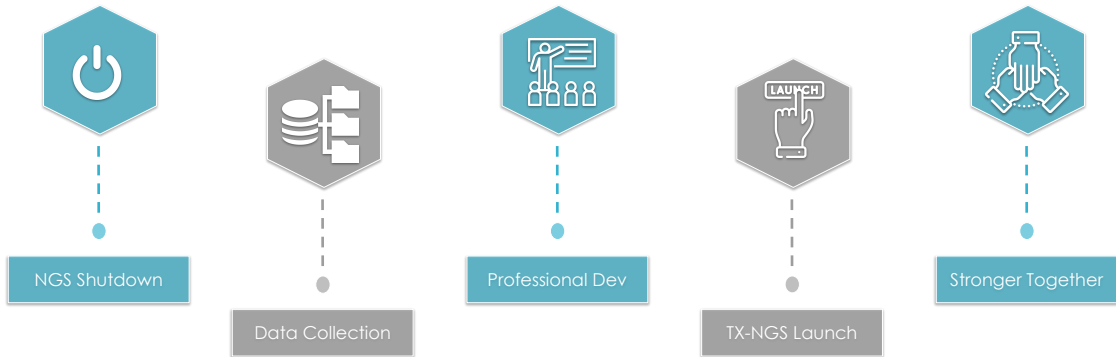 LAUNCH
NGS Shutdown
Professional Dev
Stronger Together
Data Collection
TX-NGS Launch